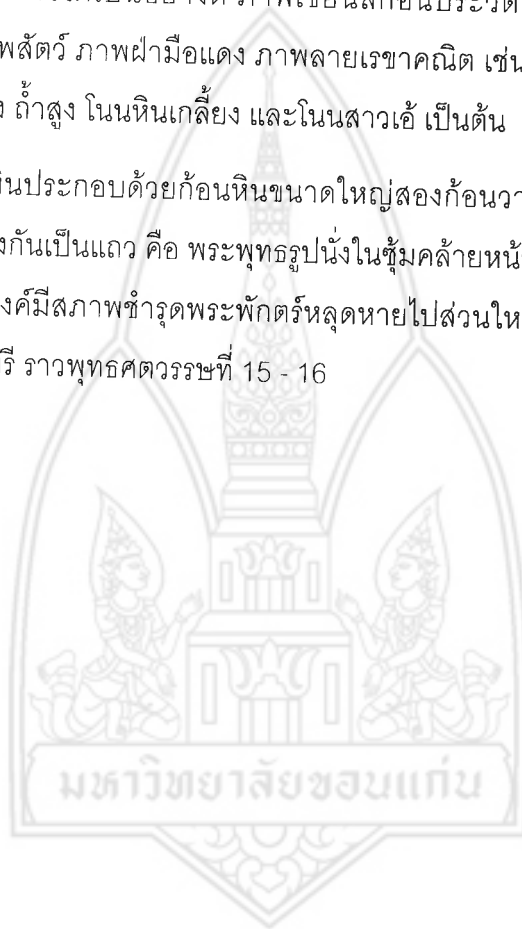 พสัตว์ ภาพฝ่ามือแดง ภาพลายเรขาคณิต เช่น
ถ้ำสูง โนนหินเกลี้ยง และโนนสาวเอ้ เป็นต้น
ประกอบด้วยก้อนหินขนาดใหญ่สองก้อนวา
งกันเป็นแถว คือ พระพุทธรูปนั่งในซุ้มคล้ายหน้
งค์มีสภาพชำรุดพระพักตร์หลุดหายไปส่วนให
รี ราวพุทธศตวรรษที่ 15 - 16
มหาวิทยาลัยขอนแก่น